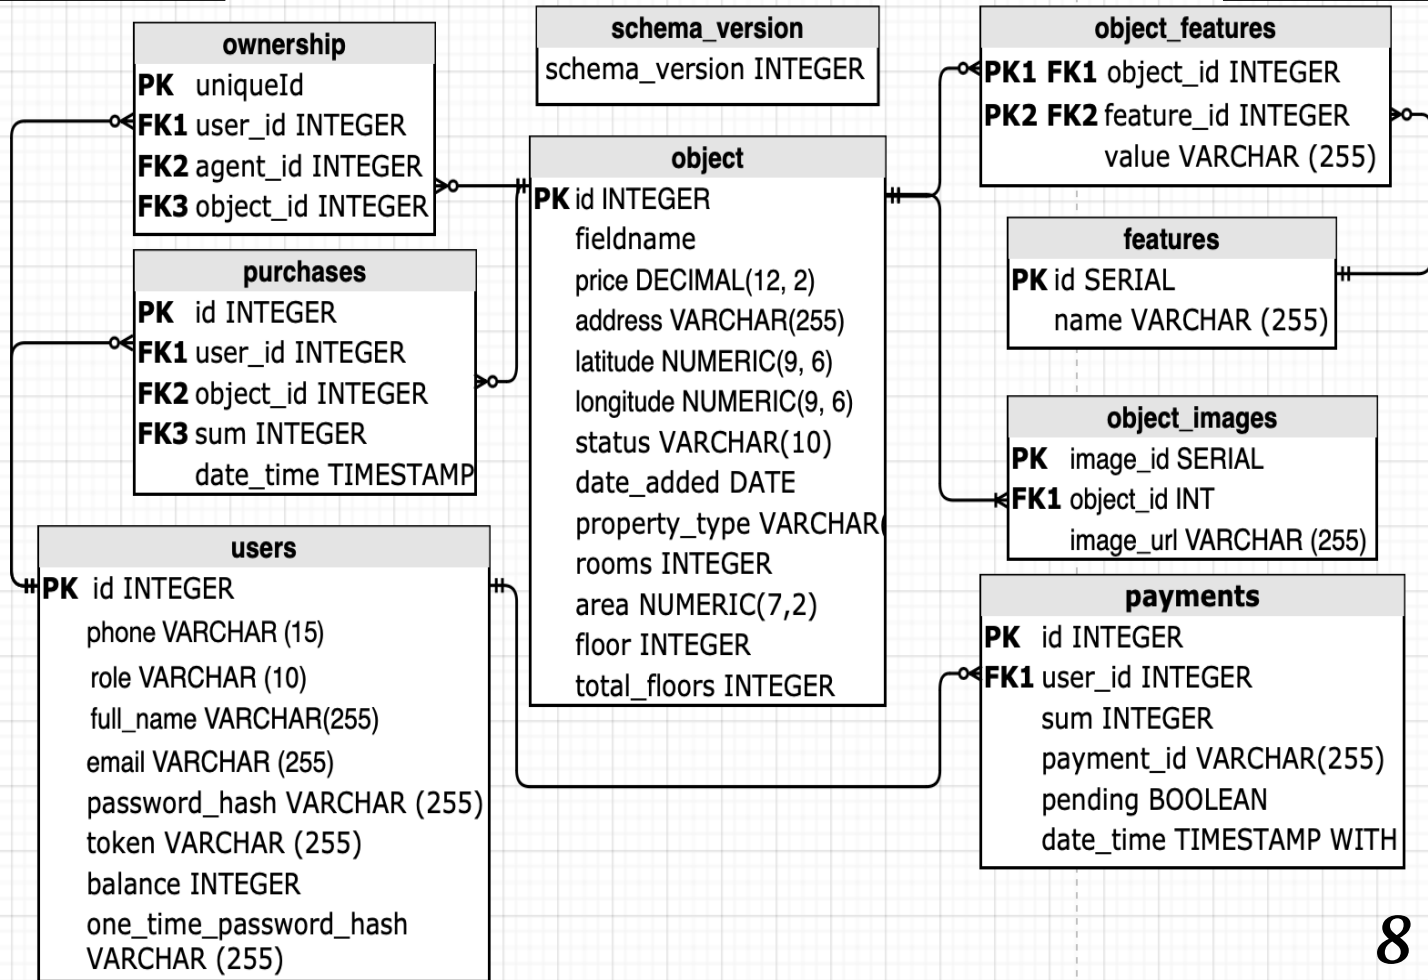 ownership
PK uniqueId
FK1 user_id INTEGER
FK2 agent_id INTEGER
FK3 object_id INTEGER
purchases
PK id INTEGER
FK1 user_id INTEGER
FK2 object_id INTEGER
FK3 sum INTEGER
date_time TIMESTAMP
users
PK id INTEGER
phone VARCHAR (15)
role VARCHAR (10)
full_name VARCHAR(255)
email VARCHAR (255)
password_hash VARCHAR (255)
token VARCHAR (255)
balance INTEGER
one_time_password_hash
VARCHAR (255)
schema_version
schema_version INTEGER
object
PK id INTEGER
fieldname
price DECIMAL(12, 2)
address VARCHAR(255)
latitude NUMERIC(9, 6)
longitude NUMERIC(9, 6)
status VARCHAR(10)
date_added DATE
property_type VARCHAR(
rooms INTEGER
area NUMERIC(7,2)
floor INTEGER
total_floors INTEGER
object_features
PK1 FK1 object_id INTEGER
PK2 FK2 feature_id INTEGER
value VARCHAR (255)
features
PK id SERIAL
name VARCHAR (255)
object_images
PK image_id SERIAL
FK1 object_id INT
image_url VARCHAR (255)
payments
PK id INTEGER
FK1 user_id INTEGER
sum INTEGER
payment_id VARCHAR(255)
pending BOOLEAN
date_time TIMESTAMP WITH
8